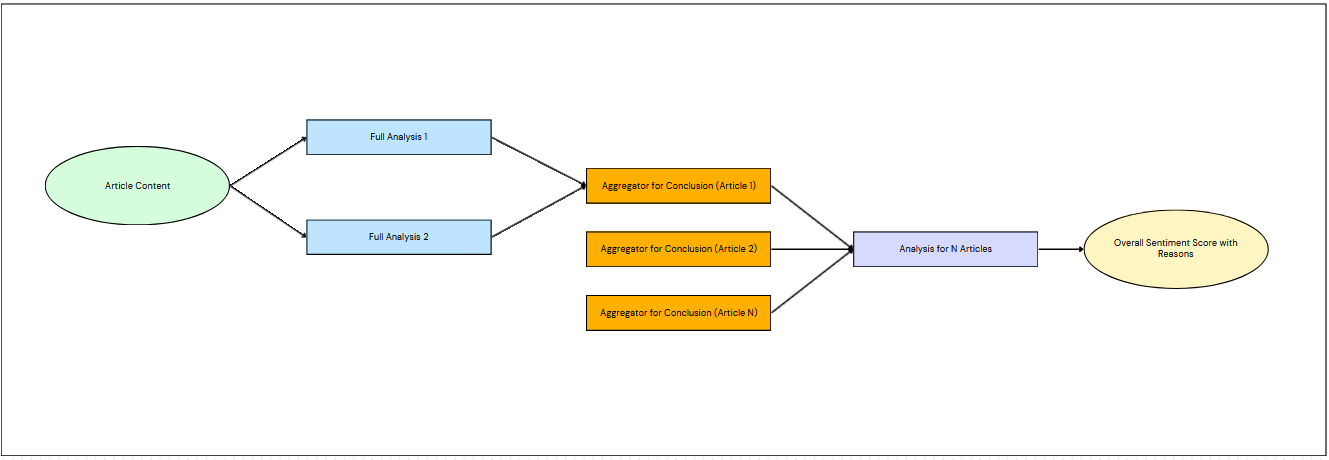 Article Content
Full Analysis 1
Full Analysis 2
Aggregator for Conclusion (Article 1)
Aggregator for Conclusion (Article 2)
Aggregator for Conclusion (Article N)
Analysis for N Articles
Overall Sentiment Score with
Reasons